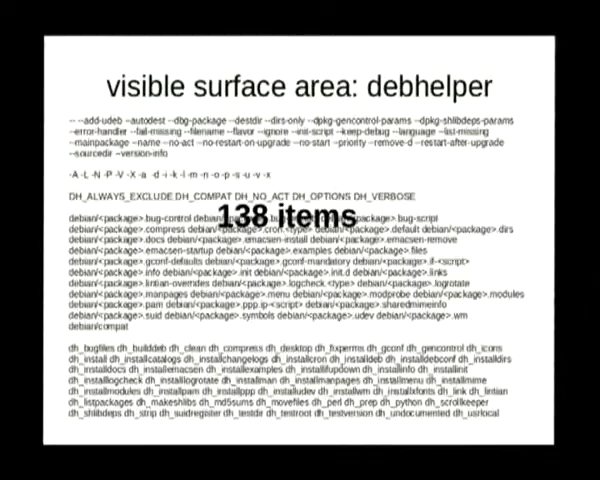 visible surface area: debhelper
-- --add-udeb --autodest --dbg-package --destdir --dirs-only --dpkg-gencontrol-params --dpkg-shlibdeps-params
--error-handler --fail-missing --filename --flavor --ignore --init-script --keep-debug --language --list-missing
--mainpackage --name --no-act --no-restart-on-upgrade --no-start --priority --remove-d --restart-after-upgrade
--sourcedir --version-info
-A -L -N -P -V -X -a -d -i -k -l -m -n -o -p -s -u -v -x
DH_ALWAYS_EXCLUDE DH_COMPAT DH_NO_ACT DH_OPTIONS DH_VERBOSE
138 items
debian/<package>.bug-control debian/<package>.bug-script
debian/<package>.compress debian/<package>.cron.<type> debian/<package>.default debian/<package>.dirs
debian/<package>.docs debian/<package>.emacsen-install debian/<package>.emacsen-remove
debian/<package>.emacsen-startup debian/<package>.examples debian/<package>.files
debian/<package>.gconf-defaults debian/<package>.gconf-mandatory debian/<package>.if-<script>
debian/<package>.info debian/<package>.init debian/<package>.init.d debian/<package>.links
debian/<package>.lintian-overrides debian/<package>.logcheck.<type> debian/<package>.logrotate
debian/<package>.manpages debian/<package>.menu debian/<package>.modprobe debian/<package>.modules
debian/<package>.pam debian/<package>.ppp.ip-<script> debian/<package>.sharedmimeinfo
debian/<package>.suid debian/<package>.symbols debian/<package>.udev debian/<package>.wm
debian/compat
dh_bugfiles dh_builddeb dh_clean dh_compress dh_desktop dh_fixperms dh_gconf dh_gencontrol dh_icons
dh_install dh_installcatalogs dh_installchangelogs dh_installcron dh_installdeb dh_installdebconf dh_installdirs
dh_installdocs dh_installemacsen dh_installexamples dh_installifupdown dh_installinfo dh_installinit
dh_installlogcheck dh_installlogrotate dh_installman dh_installmanpages dh_installmenu dh_installmime
dh_installmodules dh_installpam dh_installppp dh_installudev dh_installwm dh_installxfonts dh_link dh_lintian
dh_listpackages dh_makeshlibs dh_md5sums dh_movefiles dh_perl dh_prep dh_python dh_scrollkeeper
dh_shlibdeps dh_strip dh_suidregister dh_testdir dh_testroot dh_testversion dh_undocumented dh_usrlocal